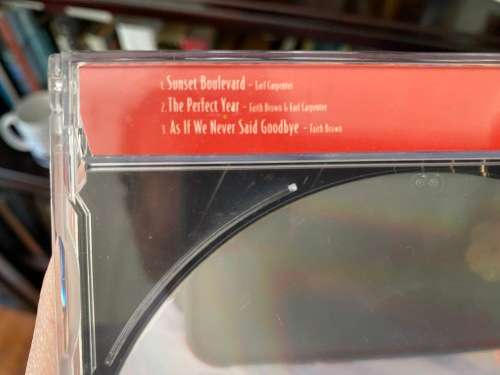 1. Sunset Boulevard - Earl Carpenter
2. The Perfect Year - Faith Brown & Earl Carpenter
3. As If We Never Said Goodbye - Faith Brown